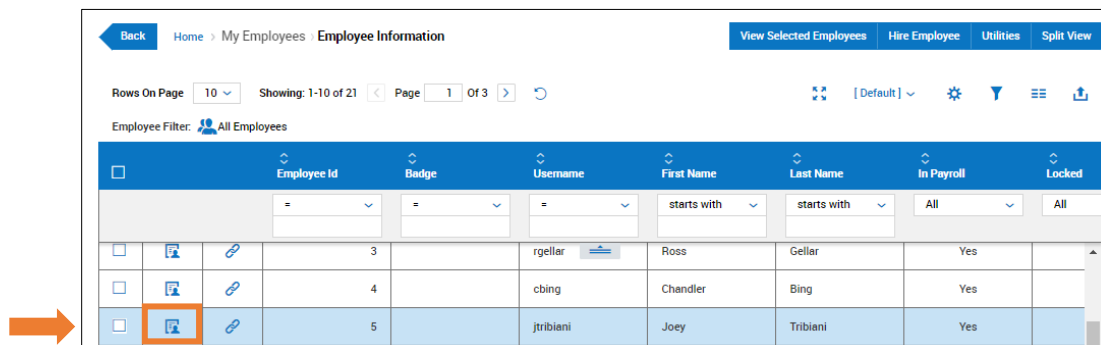 Back Home > My Employees > Employee Information View Selected Employees Hire Employee Utilities Split View
Rows On Page 10 Showing: 1-10 of 21 < Page 1 Of 3 > [ Default ]
Employee Filter: All Employees
Employee Id Badge Username First Name Last Name In Payroll Locked
= = = starts with starts with All All
3 rgellar Ross Gellar Yes
4 cbing Chandler Bing Yes
5 jtribiani Joey Tribiani Yes